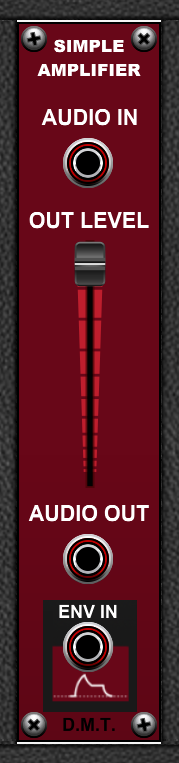 SIMPLE
AMPLIFIER
AUDIO IN
OUT LEVEL
AUDIO OUT
ENV IN
D.M.T.